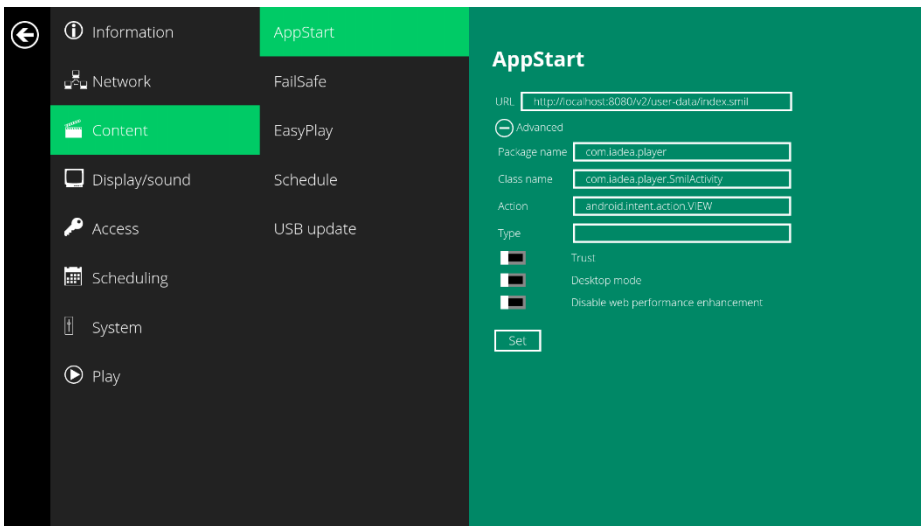 Information
Network
Content
Display/sound
Access
Scheduling
System
Play
AppStart
FailSafe
EasyPlay
Schedule
USB update
AppStart
URL http://localhost:8080/v2/user-data/index.smil
Advanced
Package name com.iadea.player
Class name com.iadea.player.SmilActivity
Action android.intent.action.VIEW
Type
Trust
Desktop mode
Disable web performance enhancement
Set